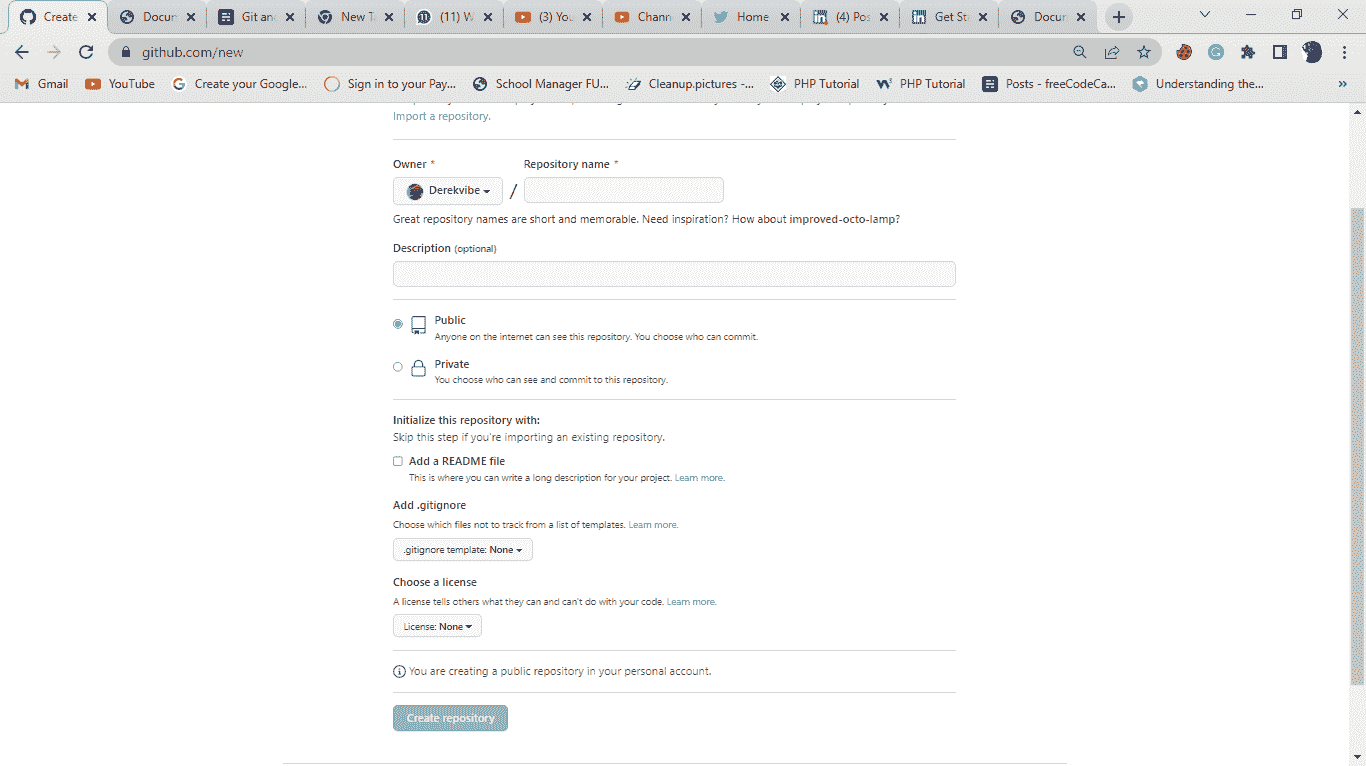 Create
Docum
Git and
New T
(11) W
(3) You
Chann
Home
(4) Pos
Get St
Docum
github.com/new
Gmail
YouTube
Create your Google...
Sign in to your Pay...
School Manager FU...
Cleanup.pictures -...
PHP Tutorial
PHP Tutorial
Posts - freeCodeCa...
Understanding the...
»
Import a repository.
Owner * Repository name *
Derekvibe /
Great repository names are short and memorable. Need inspiration? How about improved-octo-lamp?
Description (optional)
Public
Anyone on the internet can see this repository. You choose who can commit.
Private
You choose who can see and commit to this repository.
Initialize this repository with:
Skip this step if you're importing an existing repository.
Add a README file
This is where you can write a long description for your project. Learn more.
Add .gitignore
Choose which files not to track from a list of templates. Learn more.
.gitignore template: None
Choose a license
A license tells others what they can and can't do with your code. Learn more.
License: None
You are creating a public repository in your personal account.
Create repository